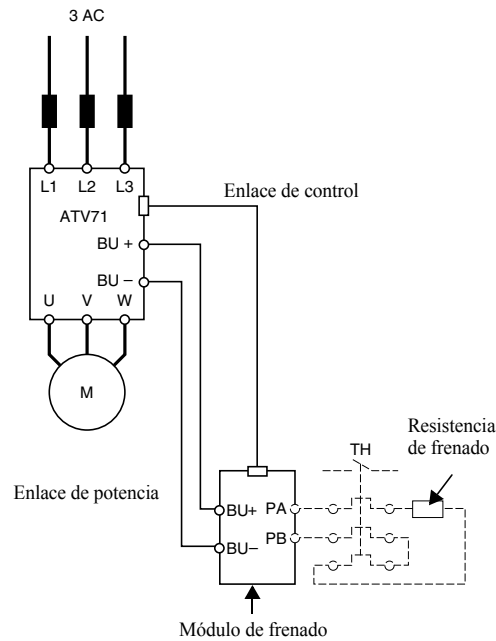 3 AC
L1 L2 L3
Enlace de control
ATV71
BU +
BU –
U V W
M
Resistencia
de frenado
TH
Enlace de potencia
BU+ PA
PB
BU–
Módulo de frenado